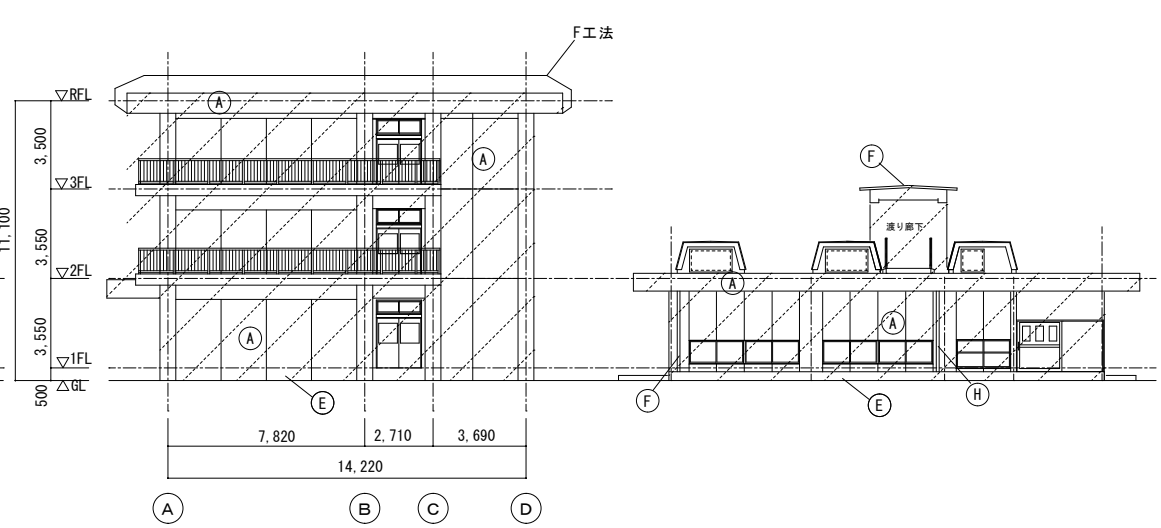 F工法
▽RFL
A
3,500
A
▽3FL
F
11,100
3,550
渡り廊下
▽2FL
A
3,550
A
A
▽1FL
500
△GL
E
F
E
H
7,820
2,710
3,690
14,220
A
B
C
D